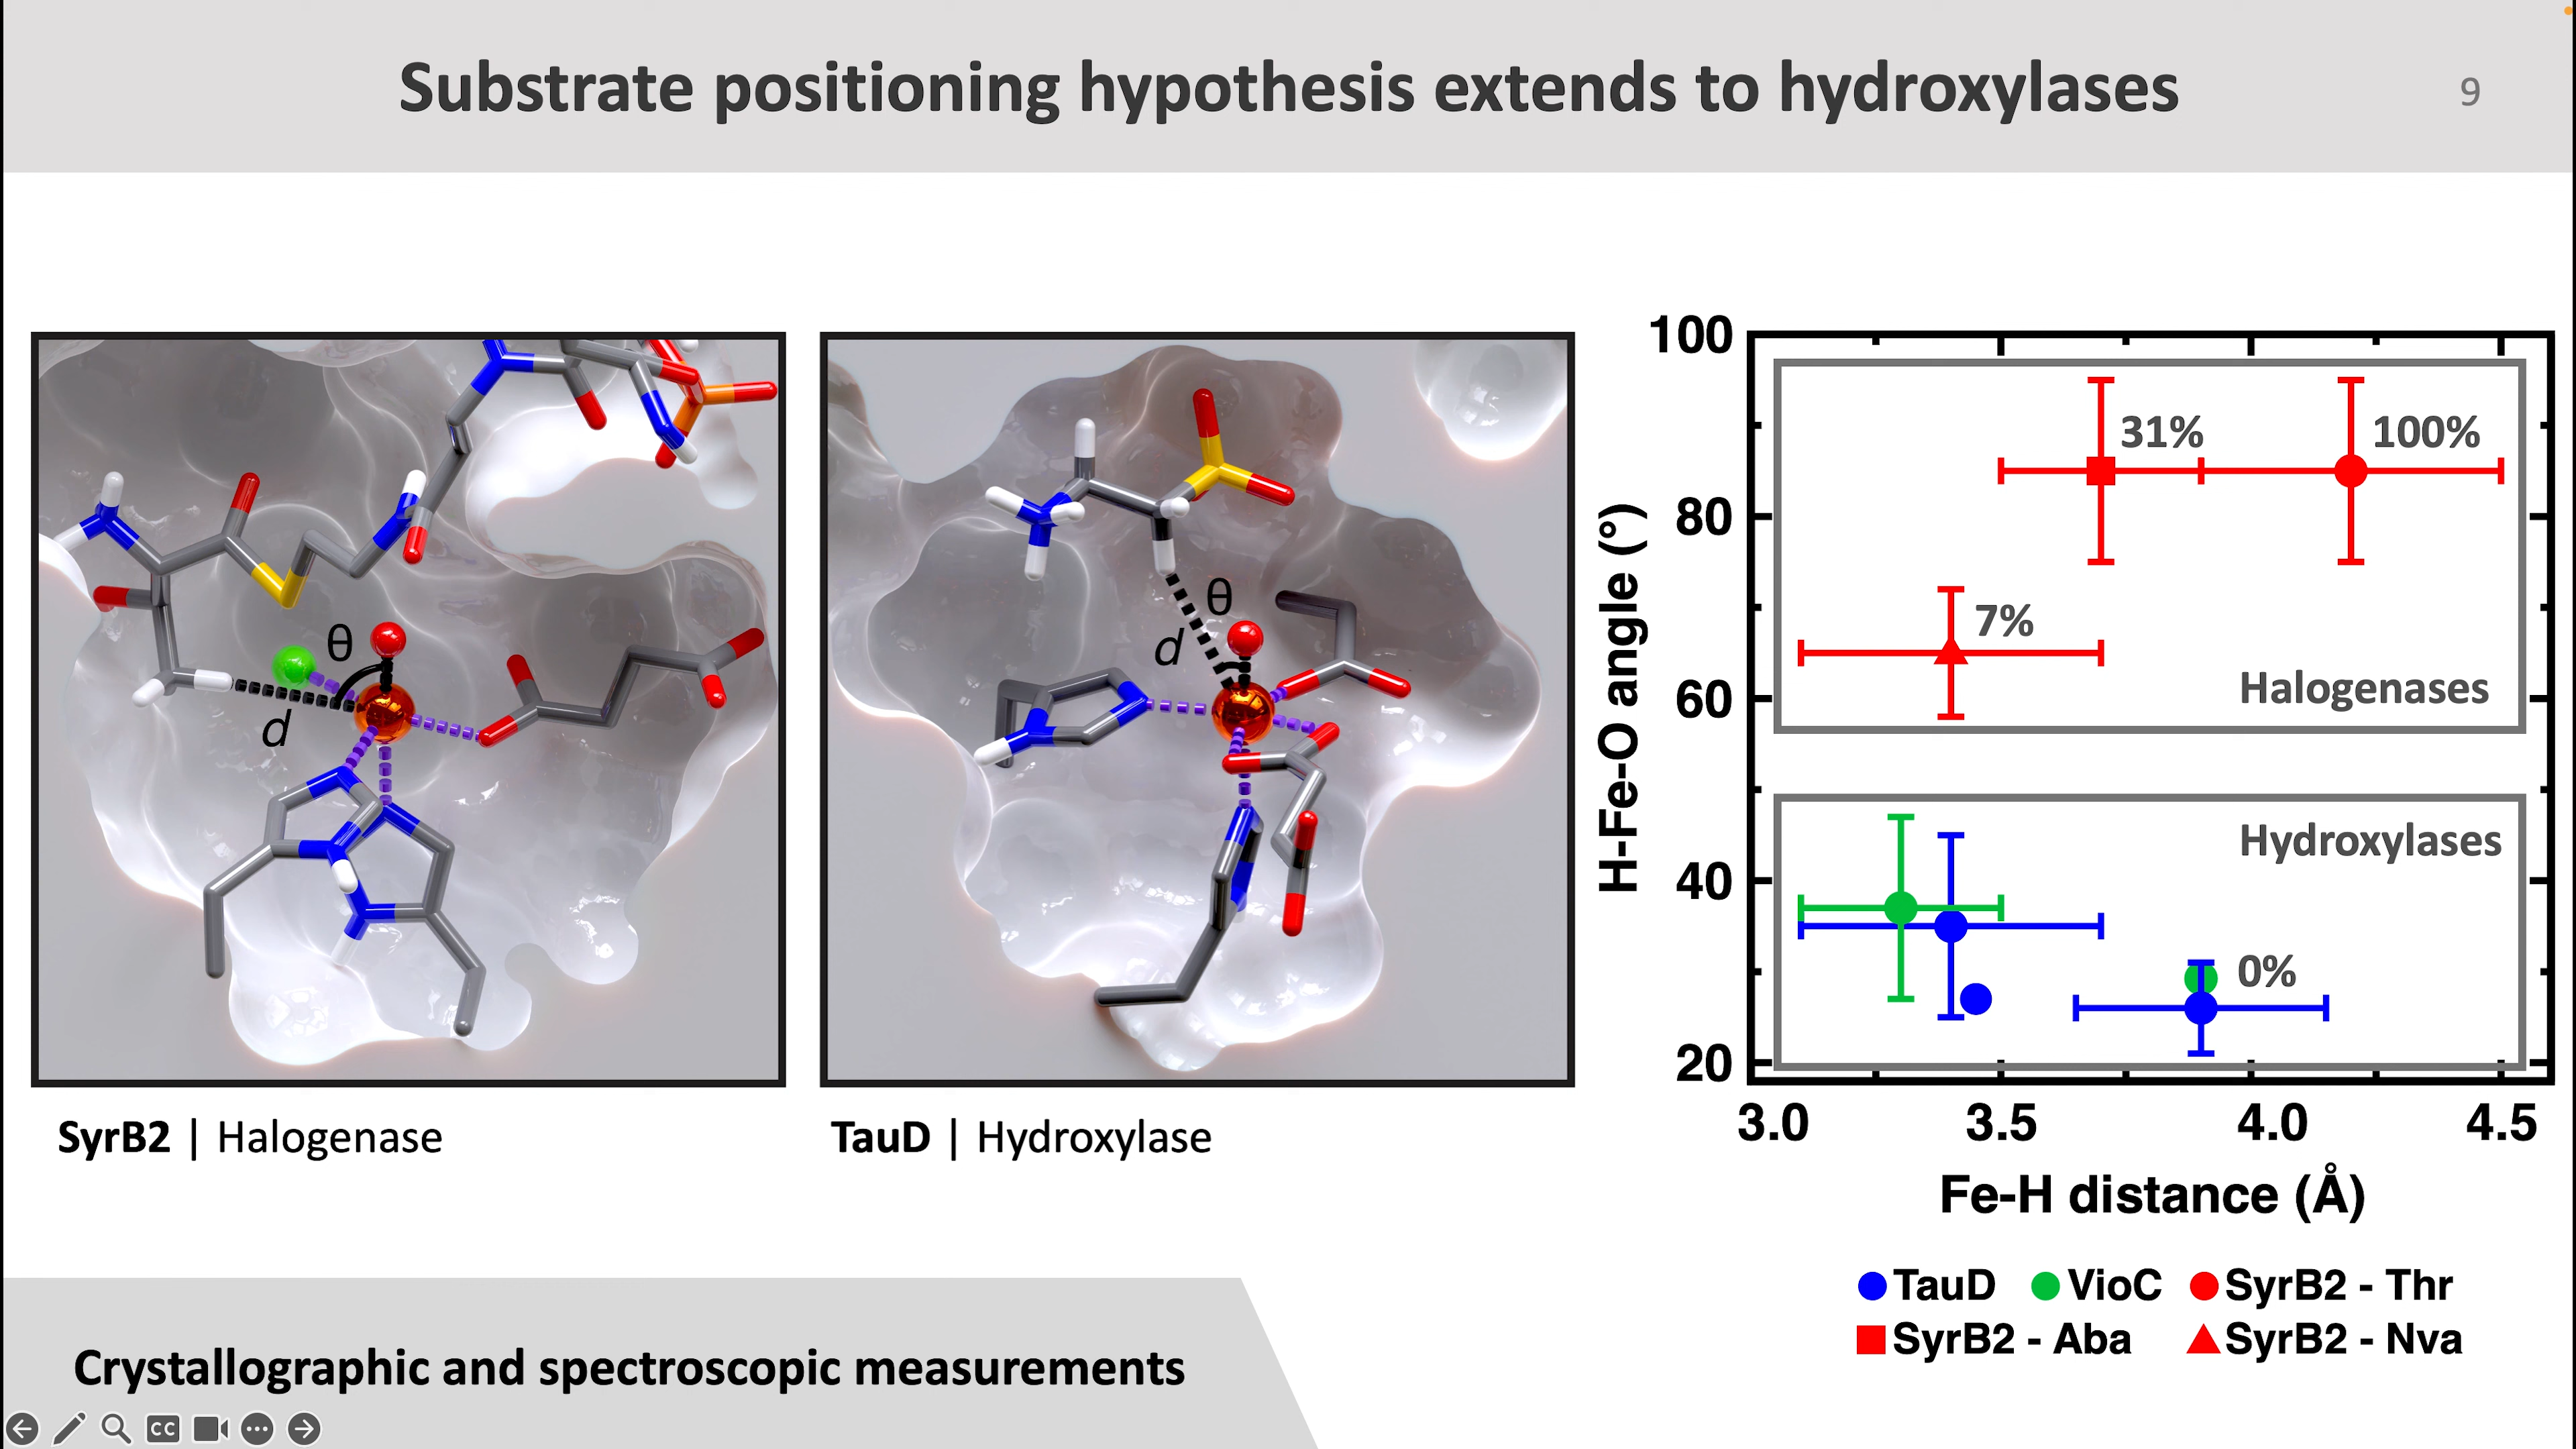 Substrate positioning hypothesis extends to hydroxylases
9
θ
d
SyrB2 | Halogenase
θ
d
TauD | Hydroxylase
H-Fe-O angle (°)
100
80
60
40
20
31%
100%
7%
Halogenases
Hydroxylases
0%
3.0 3.5 4.0 4.5
Fe-H distance (Å)
TauD VioC SyrB2 - Thr
SyrB2 - Aba SyrB2 - Nva
Crystallographic and spectroscopic measurements
CC